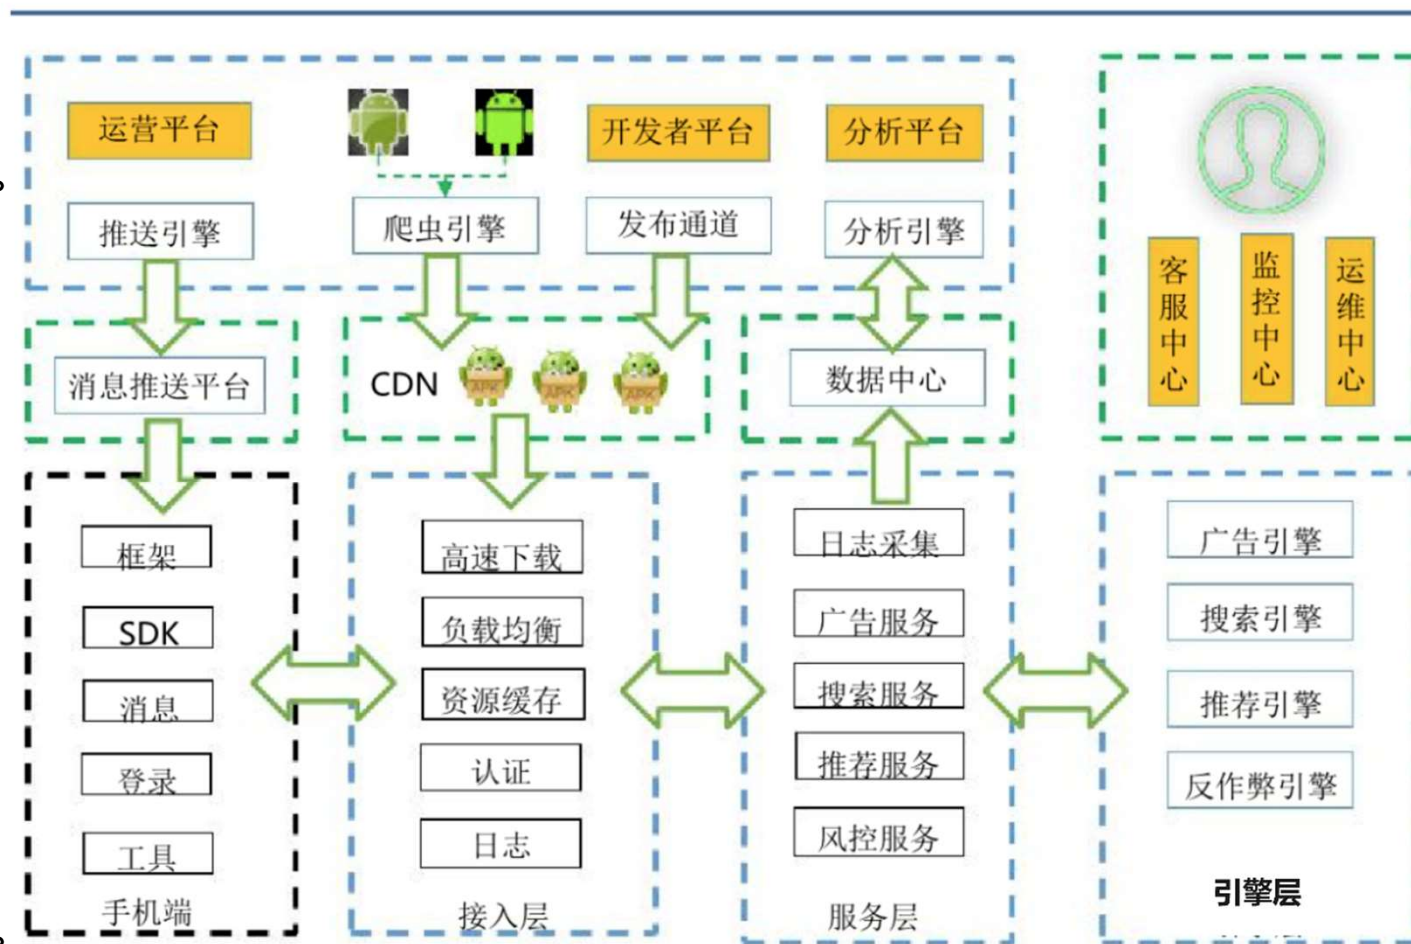 运营平台
开发者平台
分析平台
推送引擎
爬虫引擎
发布通道
分析引擎
客服中心
监控中心
运维中心
消息推送平台
CDN
APK
APK
APK
数据中心
框架
SDK
消息
登录
工具
手机端
高速下载
负载均衡
资源缓存
认证
日志
接入层
日志采集
广告服务
搜索服务
推荐服务
风控服务
服务层
广告引擎
搜索引擎
推荐引擎
反作弊引擎
引擎层